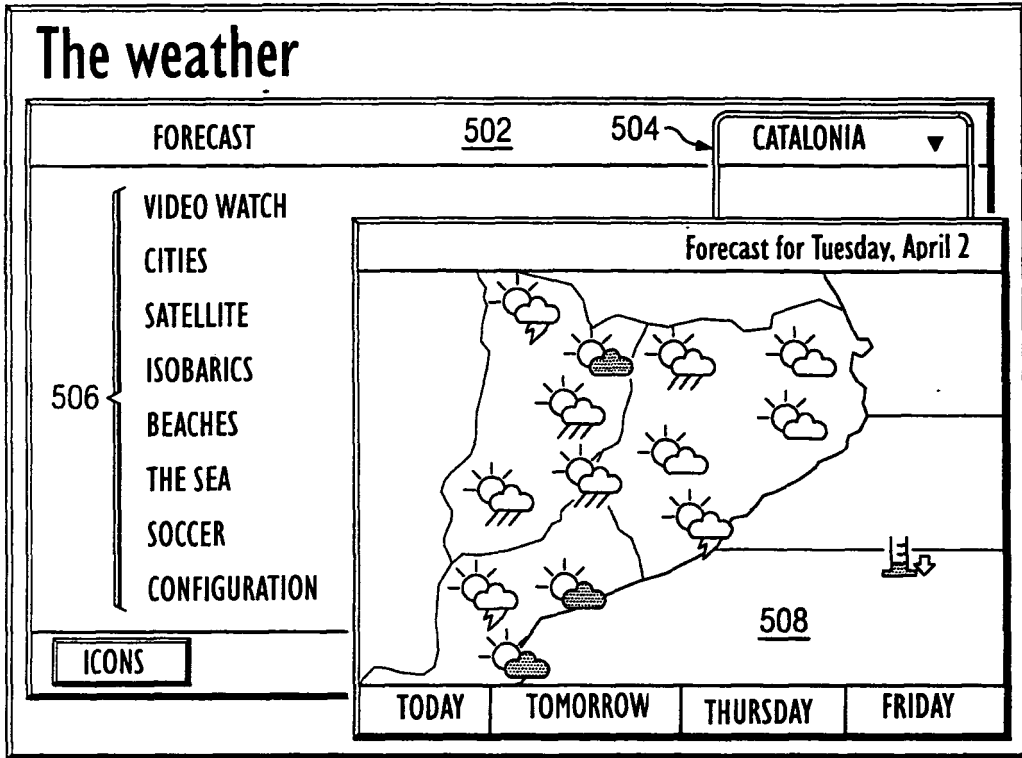 The weather
FORECAST 502 504 CATALONIA ▼
VIDEO WATCH
Forecast for Tuesday, April 2
CITIES
SATELLITE
ISOBARICS
506
BEACHES
THE SEA
SOCCER
CONFIGURATION
508
ICONS
TODAY TOMORROW THURSDAY FRIDAY